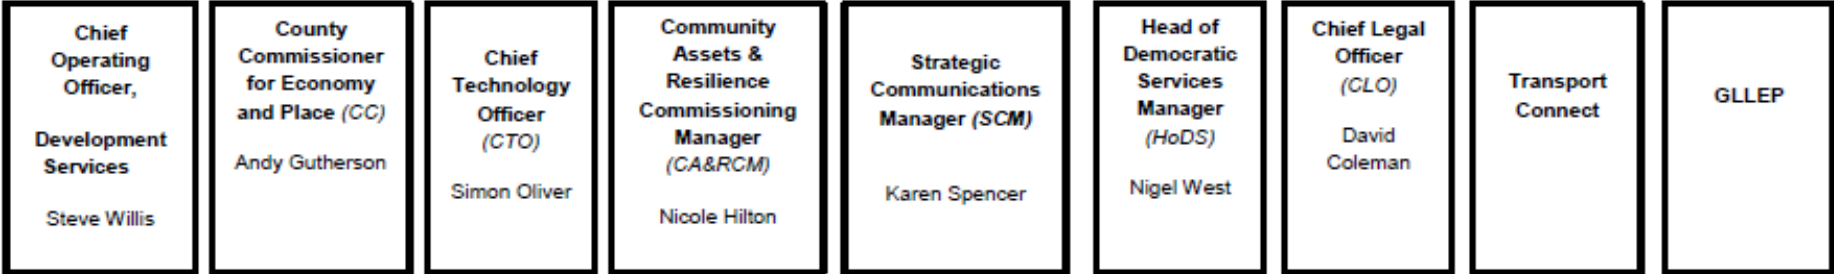 Chief
Operating
Officer,
Development
Services
Steve Willis
County
Commissioner
for Economy
and Place (CC)
Andy Gutherson
Chief
Technology
Officer
(CTO)
Simon Oliver
Community
Assets &
Resilience
Commissioning
Manager
(CA&RCM)
Nicole Hilton
Strategic
Communications
Manager (SCM)
Karen Spencer
Head of
Democratic
Services
Manager
(HoDS)
Nigel West
Chief Legal
Officer
(CLO)
David
Coleman
Transport
Connect
GLLEP